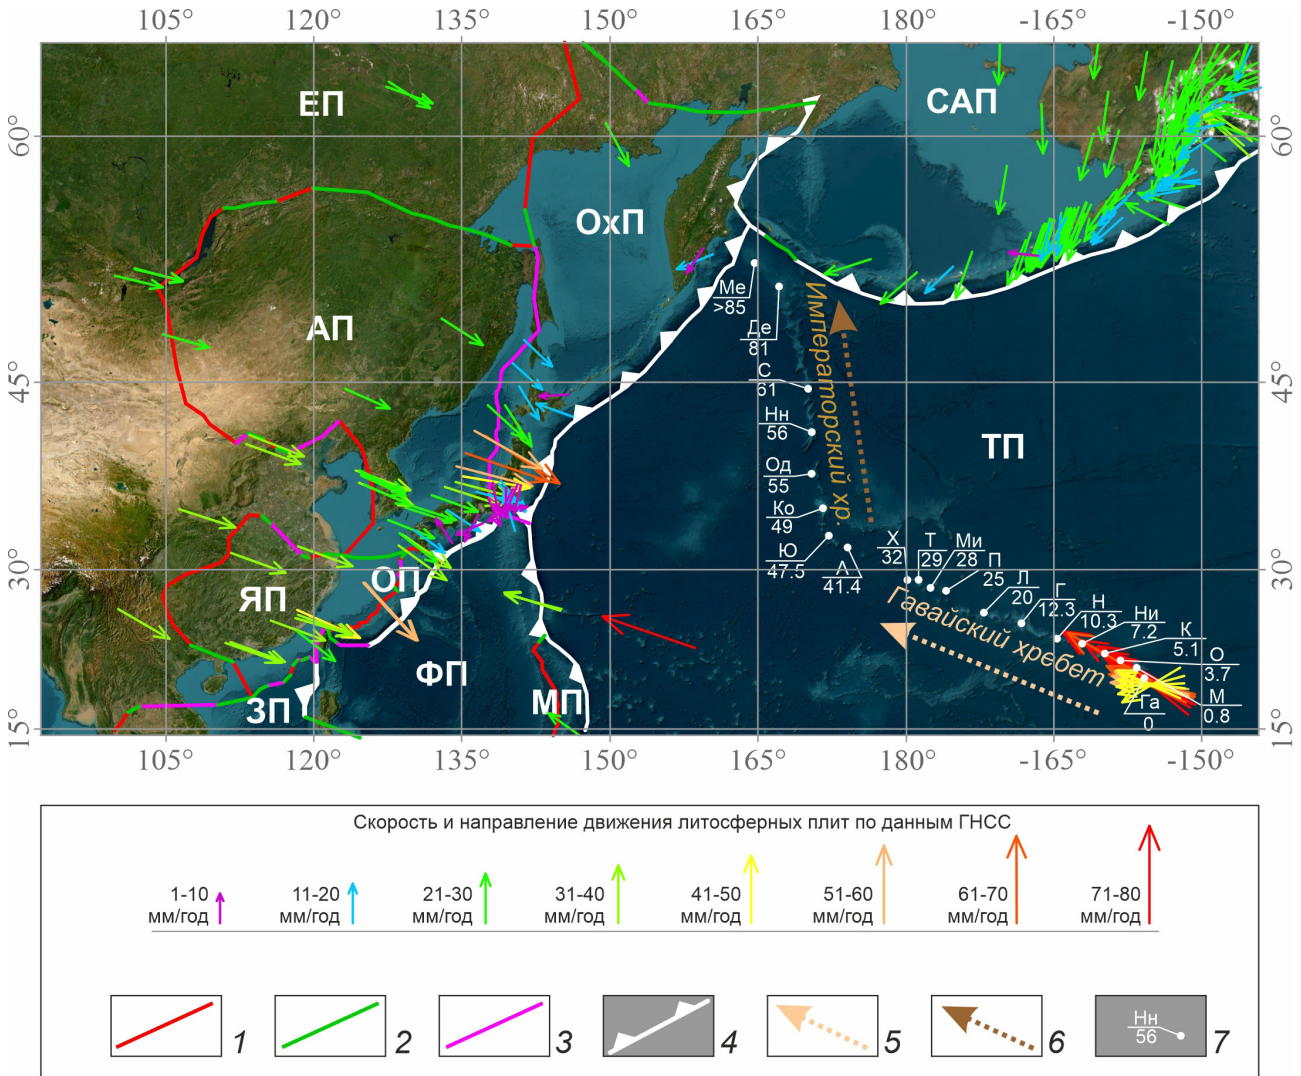 105° 120° 135° 150° 165° 180° -165° -150°
60° 60°
45° 45°
30° 30°
15° 15°
ЕП
САП
ОхП
АП
ТП
ЯП
ОП
ФП
ЗП
МП
Императорский хр.
Гавайский хребет
Ме
>85
Де
81
С
61
Нн
56
Од
55
Ко
49
Ю
47.5
Л
41.4
Х
32
Т
29
Ми
28
П
25
Л
20
Г
12.3
Н
10.3
Ни
7.2
К
5.1
О
3.7
М
0.8
Га
0
105° 120° 135° 150° 165° 180° -165° -150°
Скорость и направление движения литосферных плит по данным ГНСС
1-10
мм/год
11-20
мм/год
21-30
мм/год
31-40
мм/год
41-50
мм/год
51-60
мм/год
61-70
мм/год
71-80
мм/год
1
2
3
4
5
6
Нн
56
7